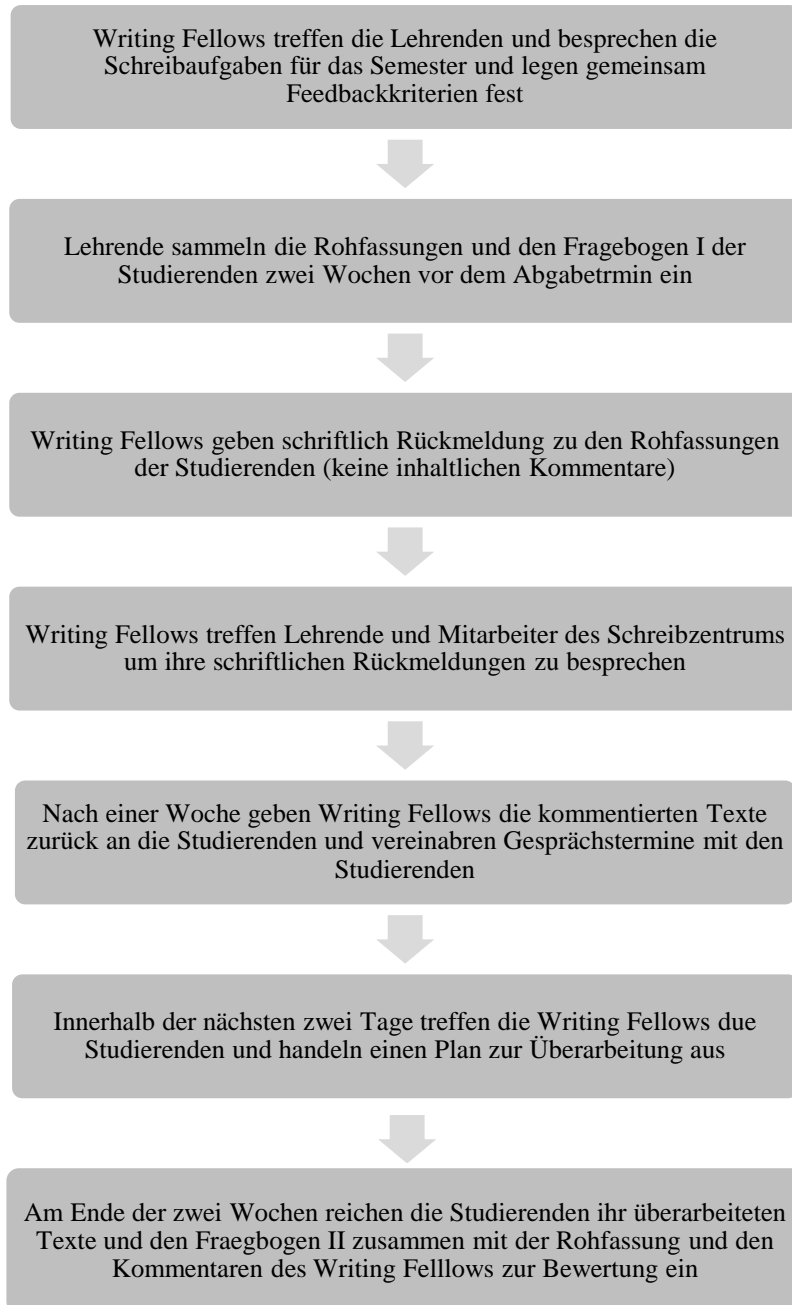 Writing Fellows treffen die Lehrenden und besprechen die
Schreibaufgaben für das Semester und legen gemeinsam
Feedbackkriterien fest
Lehrende sammeln die Rohfassungen und den Fragebogen I der
Studierenden zwei Wochen vor dem Abgabetrmin ein
Writing Fellows geben schriftlich Rückmeldung zu den Rohfassungen
der Studierenden (keine inhaltlichen Kommentare)
Writing Fellows treffen Lehrende und Mitarbeiter des Schreibzentrums
um ihre schriftlichen Rückmeldungen zu besprechen
Nach einer Woche geben Writing Fellows die kommentierten Texte
zurück an die Studierenden und vereinabren Gesprächstermine mit den
Studierenden
Innerhalb der nächsten zwei Tage treffen die Writing Fellows due
Studierenden und handeln einen Plan zur Überarbeitung aus
Am Ende der zwei Wochen reichen die Studierenden ihr überarbeiteten
Texte und den Fraegbogen II zusammen mit der Rohfassung und den
Kommentaren des Writing Felllows zur Bewertung ein